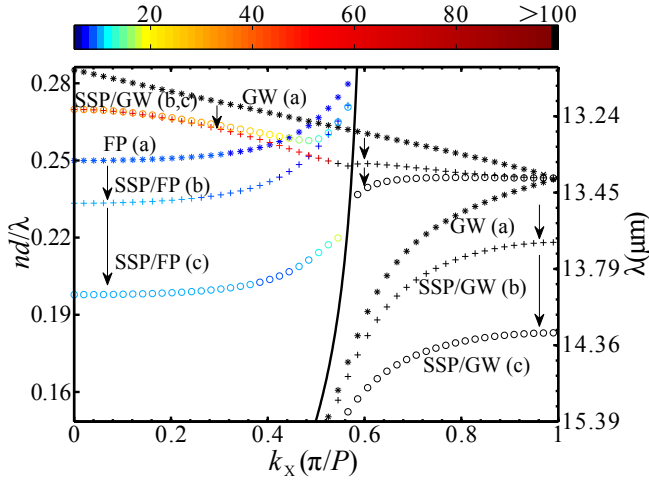 20 40 60 80 >100
0.28
0.25
0.22
0.19
0.16
nd/λ
SSP/GW (b,c)
GW (a)
FP (a)
SSP/FP (b)
SSP/FP (c)
GW (a)
SSP/GW (b)
SSP/GW (c)
13.24
13.45
13.79
14.36
15.39
λ(μm)
0 0.2 0.4 0.6 0.8 1
kX (π/P)